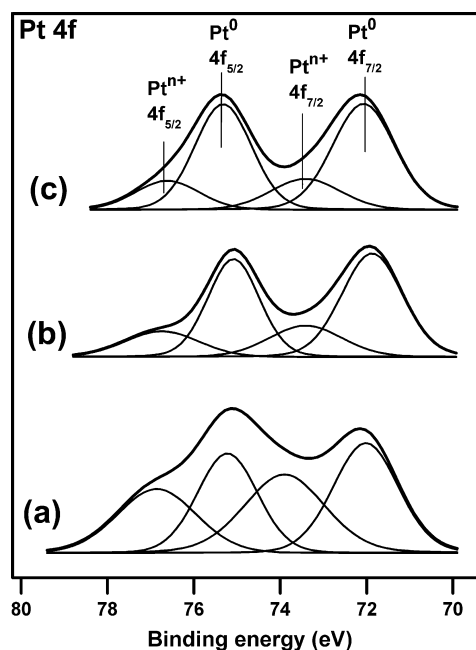 Pt 4f
Pt⁰
4f₅/₂
Ptⁿ⁺
4f₅/₂
Ptⁿ⁺
4f₇/₂
Pt⁰
4f₇/₂
(c)
(b)
(a)
80 78 76 74 72 70
Binding energy (eV)